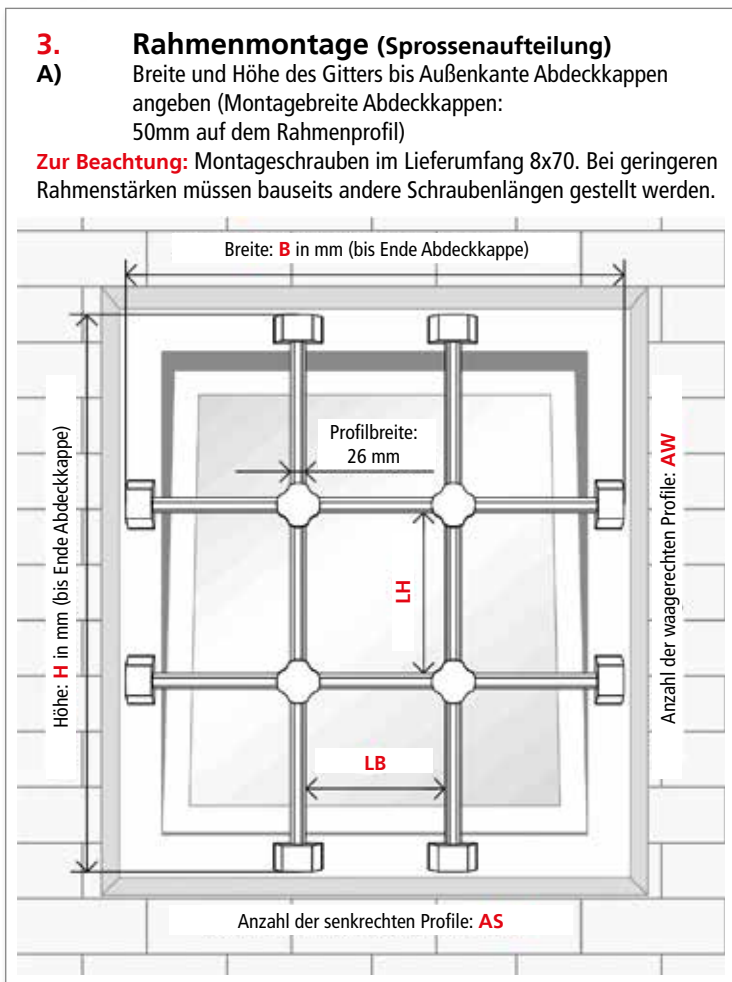 3. Rahmenmontage (Sprossenaufteilung)
A) Breite und Höhe des Gitters bis Außenkante Abdeckkappen
angeben (Montagebreite Abdeckkappen:
50mm auf dem Rahmenprofil)
Zur Beachtung: Montageschrauben im Lieferumfang 8x70. Bei geringeren
Rahmenstärken müssen bauseits andere Schraubenlängen gestellt werden.
Breite: B in mm (bis Ende Abdeckkappe)
Höhe: H in mm (bis Ende Abdeckkappe)
Profilbreite:
26 mm
Anzahl der waagerechten Profile: AW
LH
LB
Anzahl der senkrechten Profile: AS